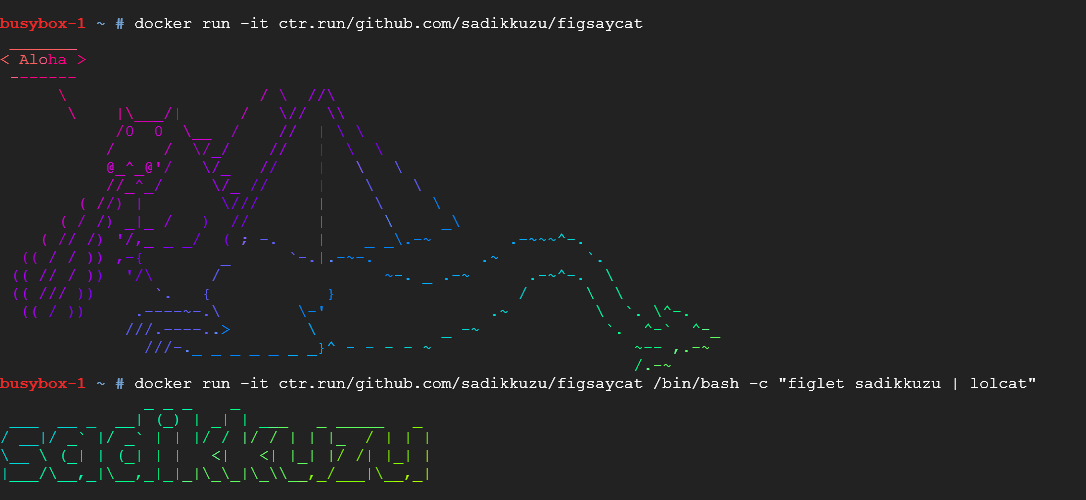 busybox-1 ~ # docker run -it ctr.run/github.com/sadikkuzu/figsaycat
< Aloha >
busybox-1 ~ # docker run -it ctr.run/github.com/sadikkuzu/figsaycat /bin/bash -c "figlet sadikkuzu | lolcat"
sadikkuzu